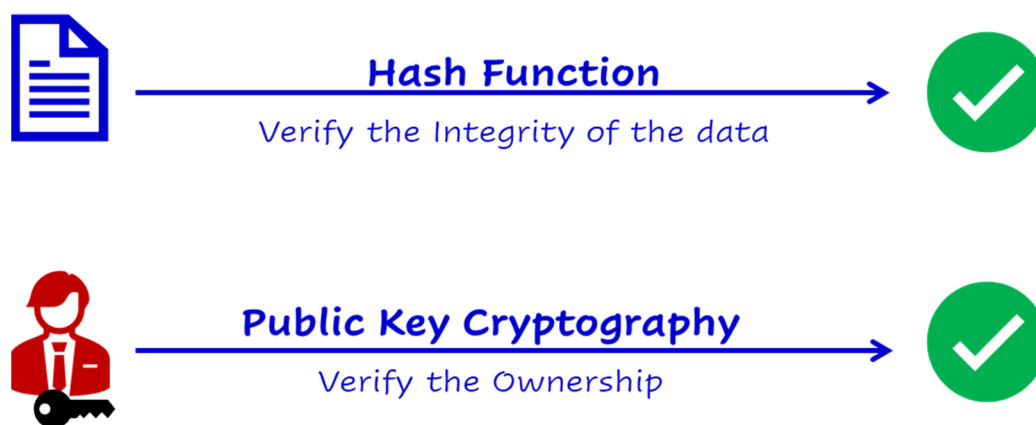 Hash Function
Verify the Integrity of the data
Public Key Cryptography
Verify the Ownership